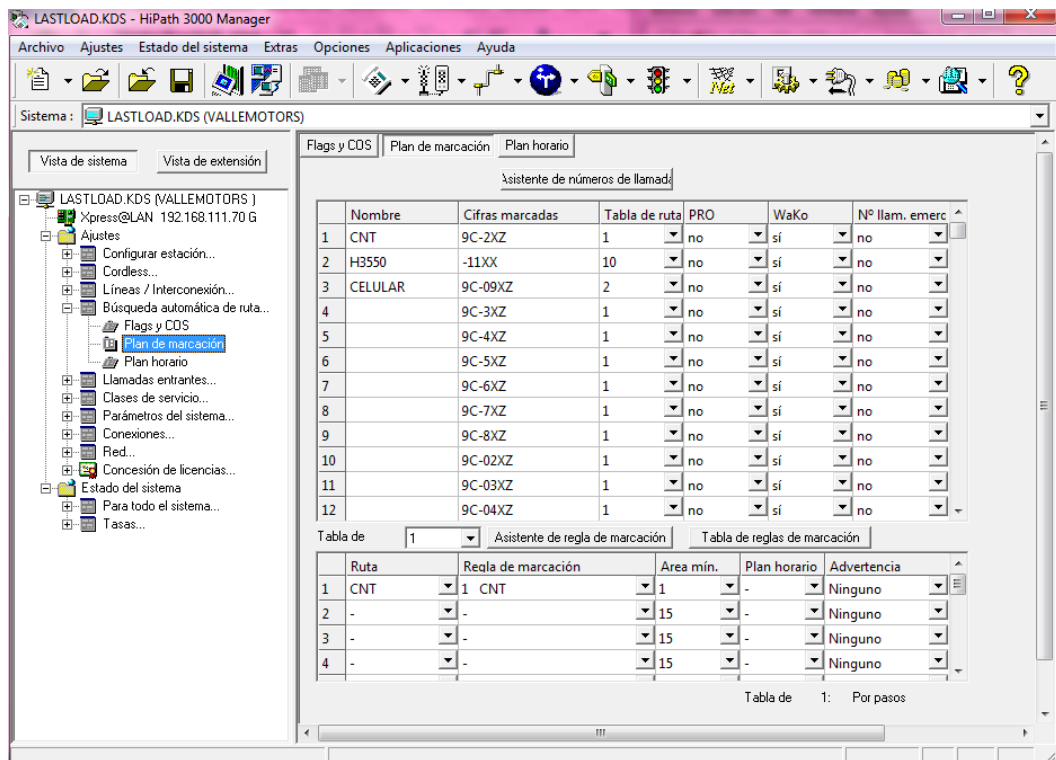 LASTLOAD.KDS - HiPath 3000 Manager
Archivo Ajustes Estado del sistema Extras Opciones Aplicaciones Ayuda
Net
Sistema : LASTLOAD.KDS (VALLEMOTORS)
Vista de sistema Vista de extensión
LASTLOAD.KDS (VALLEMOTORS )
Xpress@LAN 192.168.111.70 G
Ajustes
Configurar estación...
Cordless...
Líneas / Interconexión...
Búsqueda automática de ruta...
Flags y COS
Plan de marcación
Plan horario
Llamadas entrantes...
Clases de servicio...
Parámetros del sistema...
Conexiones...
Red...
Concesión de licencias...
Estado del sistema
Para todo el sistema...
Tasas...
Flags y COS Plan de marcación Plan horario
Asistente de números de llamada
Nombre Cifras marcadas Tabla de ruta PRO WaKo Nº llam. emerc
1 CNT 9C-2XZ 1 no sí no
2 H3550 -11XX 10 no sí no
3 CELULAR 9C-09XZ 2 no sí no
4 9C-3XZ 1 no sí no
5 9C-4XZ 1 no sí no
6 9C-5XZ 1 no sí no
7 9C-6XZ 1 no sí no
8 9C-7XZ 1 no sí no
9 9C-8XZ 1 no sí no
10 9C-02XZ 1 no sí no
11 9C-03XZ 1 no sí no
12 9C-04XZ 1 no sí no
Tabla de 1 Asistente de regla de marcación Tabla de reglas de marcación
Ruta Regla de marcación Area mín. Plan horario Advertencia
1 CNT 1 CNT 1 - Ninguno
2 - - 15 - Ninguno
3 - - 15 - Ninguno
4 - - 15 - Ninguno
Tabla de 1: Por pasos